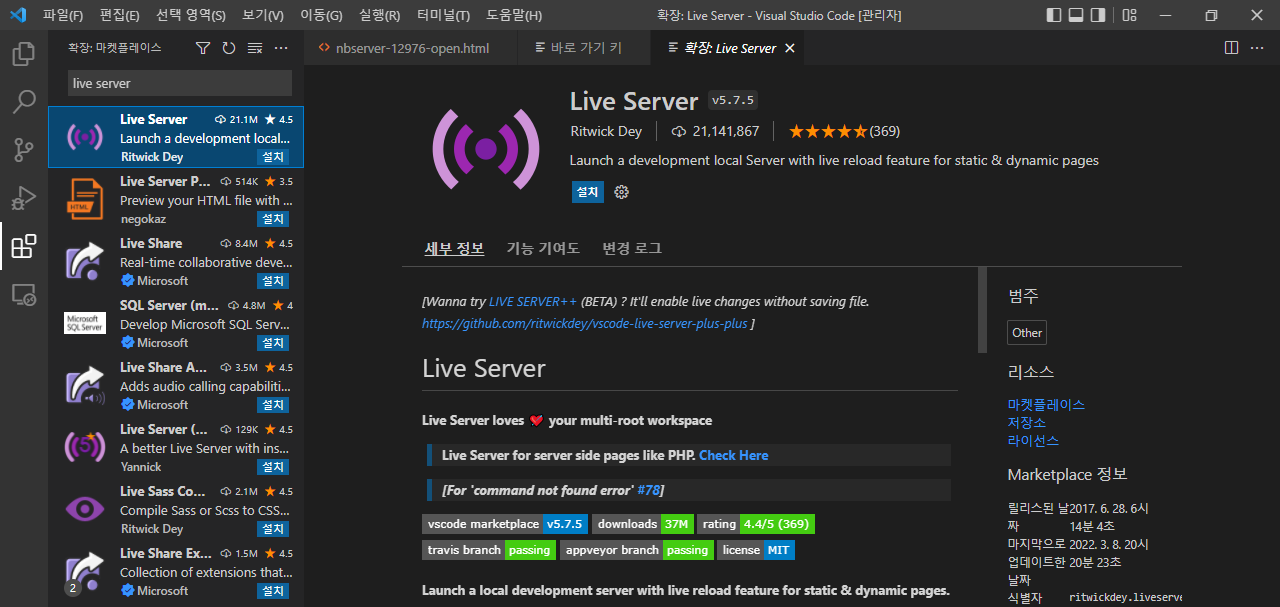 파일(F) 편집(E) 선택 영역(S) 보기(V) 이동(G) 실행(R) 터미널(T) 도움말(H) 확장: Live Server - Visual Studio Code [관리자]
확장: 마켓플레이스
nbserver-12976-open.html 바로 가기 키 확장: Live Server
live server
Live Server 21.1M 4.5
Launch a development local...
Ritwick Dey 설치
Live Server P... 514K 3.5
Preview your HTML file with ...
negokaz 설치
Live Share 8.4M 4.5
Real-time collaborative deve...
Microsoft 설치
Microsoft
SQL Server
SQL Server (m... 4.8M 4
Develop Microsoft SQL Serv...
Microsoft 설치
Live Share A... 3.5M 4.5
Adds audio calling capabiliti...
Microsoft 설치
Live Server (... 129K 4.5
A better Live Server with ins...
Yannick 설치
Live Sass Co... 2.1M 4.5
Compile Sass or Scss to CSS...
Ritwick Dey 설치
Live Share Ex... 1.5M 4.5
Collection of extensions that...
2 Microsoft 설치
Live Server v5.7.5
Ritwick Dey 21,141,867 (369)
Launch a development local Server with live reload feature for static & dynamic pages
설치
세부 정보 기능 기여도 변경 로그
[Wanna try LIVE SERVER++ (BETA) ? It'll enable live changes without saving file.
https://github.com/ritwickdey/vscode-live-server-plus-plus ]
Live Server
Live Server loves 💖 your multi-root workspace
Live Server for server side pages like PHP. Check Here
[For 'command not found error' #78]
vscode marketplace v5.7.5 downloads 37M rating 4.4/5 (369)
travis branch passing appveyor branch passing license MIT
Launch a local development server with live reload feature for static & dynamic pages.
범주
Other
리소스
마켓플레이스
저장소
라이선스
Marketplace 정보
릴리스된 날 2017. 6. 28. 6시
짜 14분 4초
마지막으로 2022. 3. 8. 20시
업데이트한 20분 23초
날짜
식별자 ritwickdey.liveserve